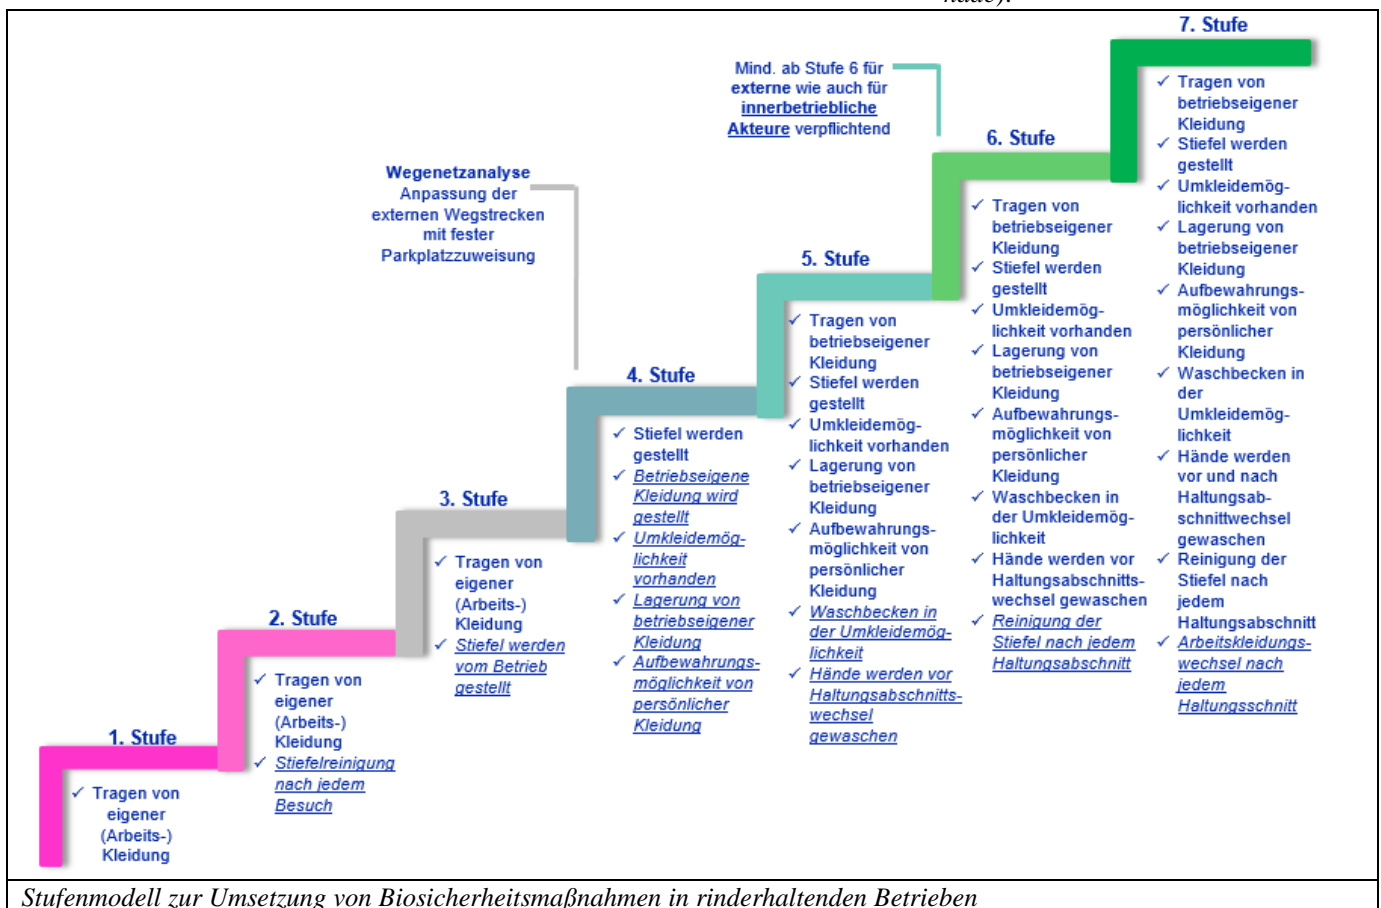 7. Stufe
✓ Tragen von
betriebseigener
Kleidung
✓ Stiefel werden
gestellt
✓ Umkleidemög-
lichkeit vorhanden
✓ Lagerung von
betriebseigener
Kleidung
✓ Aufbewahrungs-
möglichkeit von
persönlicher
Kleidung
✓ Waschbecken in
der
Umkleidemög-
lichkeit
✓ Hände werden
vor und nach
Haltungsab-
schnittwechsel
gewaschen
✓ Reinigung der
Stiefel nach
jedem
Haltungsabschnitt
✓ Arbeitskleidungs-
wechsel nach
jedem
Haltungsschnitt
Mind. ab Stufe 6 für
externe wie auch für
innerbetriebliche
Akteure verpflichtend
6. Stufe
✓ Tragen von
betriebseigener
Kleidung
✓ Stiefel werden
gestellt
✓ Umkleidemög-
lichkeit vorhanden
✓ Lagerung von
betriebseigener
Kleidung
✓ Aufbewahrungs-
möglichkeit von
persönlicher
Kleidung
✓ Waschbecken in
der Umkleidemög-
lichkeit
✓ Hände werden vor
Haltungsabschnitts-
wechsel gewaschen
✓ Reinigung der
Stiefel nach jedem
Haltungsabschnitt
Wegenetzanalyse
Anpassung der
externen Wegstrecken
mit fester
Parkplatzzuweisung
5. Stufe
✓ Tragen von
betriebseigener
Kleidung
✓ Stiefel werden
gestellt
✓ Umkleidemög-
lichkeit vorhanden
✓ Lagerung von
betriebseigener
Kleidung
✓ Aufbewahrungs-
möglichkeit von
persönlicher
Kleidung
✓ Waschbecken in
der Umkleidemög-
lichkeit
✓ Hände werden vor
Haltungsabschnitts-
wechsel
gewaschen
4. Stufe
✓ Stiefel werden
gestellt
✓ Betriebseigene
Kleidung wird
gestellt
✓ Umkleidemög-
lichkeit
vorhanden
✓ Lagerung von
betriebseigener
Kleidung
✓ Aufbewahrungs-
möglichkeit von
persönlicher
Kleidung
3. Stufe
✓ Tragen von
eigener
(Arbeits-)
Kleidung
✓ Stiefel werden
vom Betrieb
gestellt
2. Stufe
✓ Tragen von
eigener
(Arbeits-)
Kleidung
✓ Stiefelreinigung
nach jedem
Besuch
1. Stufe
✓ Tragen von
eigener
(Arbeits-)
Kleidung
Stufenmodell zur Umsetzung von Biosicherheitsmaßnahmen in rinderhaltenden Betrieben